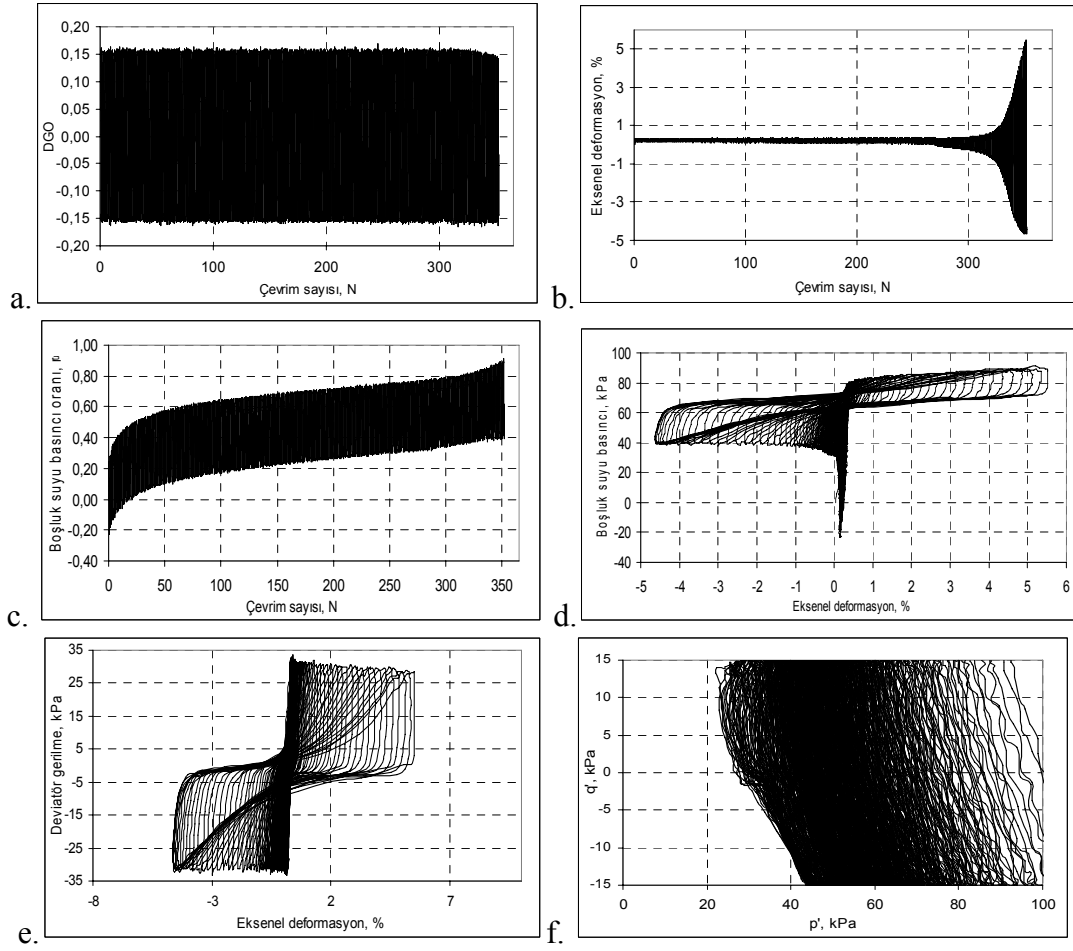 0,20
0,15
0,10
0,05
0,00
-0,05
-0,10
-0,15
-0,20
DGO
0 100 200 300
Çevrim sayısı, N
a.
5
3
1
-1
-3
-5
Eksenel deformasyon, %
0 100 200 300
Çevrim sayısı, N
b.
1,00
0,80
0,60
0,40
0,20
0,00
-0,20
-0,40
Boşluk suyu basıncı oranı,
0 50 100 150 200 250 300 350
Çevrim sayısı, N
c.
100
80
60
40
20
0
-20
-40
Boşluk suyu basıncı, kPa
-5 -4 -3 -2 -1 0 1 2 3 4 5 6
Eksenel deformasyon, %
d.
35
25
15
5
-5
-15
-25
-35
Deviatör gerilme, kPa
-8 -3 2 7
Eksenel deformasyon, %
e.
15
10
5
0
-5
-10
-15
q', kPa
0 20 40 60 80 100
p', kPa
f.